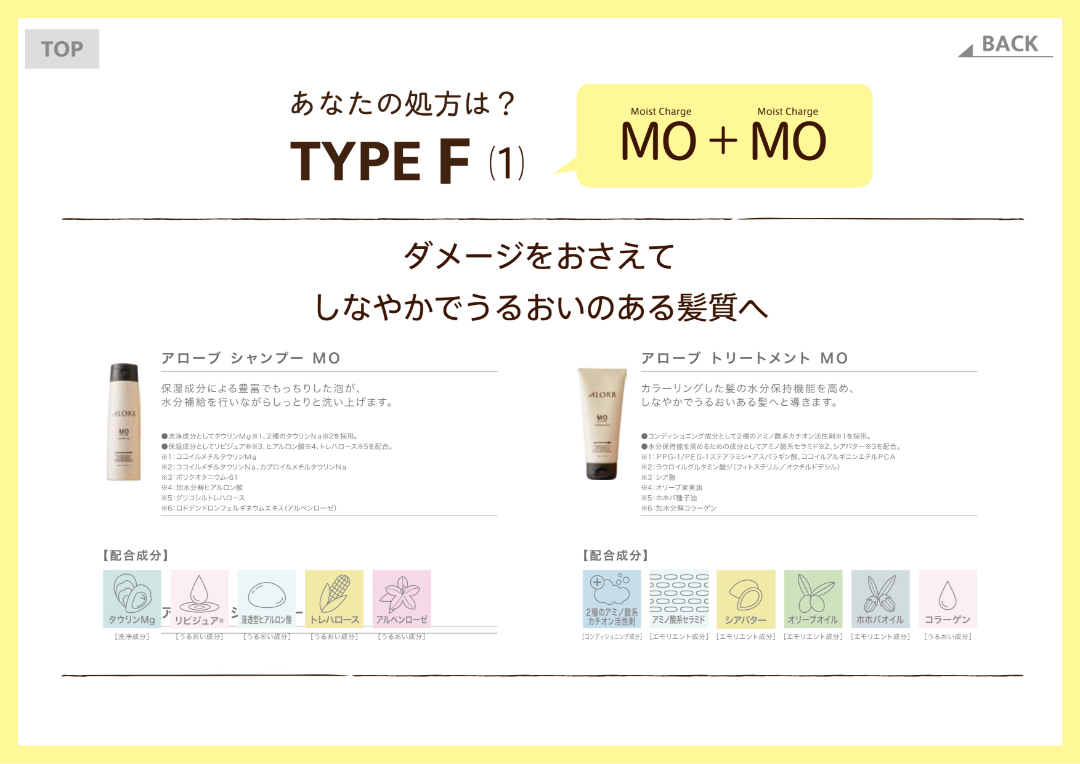 TOP
BACK
あなたの処方は？
TYPE F (1)
Moist Charge Moist Charge
MO + MO
ダメージをおさえて
しなやかでうるおいのある髪質へ
アローブ シャンプー MO
保湿成分による豊富でもっちりした泡が、
水分補給を行いながらしっとりと洗い上げます。
●洗浄成分としてタウリンMg※1、2種のタウリンNa※2を採用。
●保湿成分としてリピジュア®※3、ヒアルロン酸※4、トレハロース※5を配合。
※1：ココイルメチルタウリンMg
※2：ココイルメチルタウリンNa、カプロイルメチルタウリンNa
※3：ポリクオタニウム-61
※4：加水分解ヒアルロン酸
※5：グリコシルトレハロース
※6：ロドデンドロンフェルギネウムエキス（アルペンローゼ）
ALORB
MO
アローブ トリートメント MO
カラーリングした髪の水分保持機能を高め、
しなやかでうるおいある髪へと導きます。
●コンディショニング成分として2種のアミノ酸系カチオン活性剤※1を採用。
●水分保持能を高めるための成分としてアミノ酸系セラミド※2、シアバター※3を配合。
※1：PPG-1/PEG-1ステアラミン+アスパラギン酸、ココイルアルギニンエチルPCA
※2：ラウロイルグルタミン酸ジ（フィトステリル／オクチルドデシル）
※3：シア脂
※4：オリーブ果実油
※5：ホホバ種子油
※6：加水分解コラーゲン
ALORB
MO
【配合成分】
タウリンMg リピジュア® 浸透型ヒアルロン酸 トレハロース アルペンローゼ
［洗浄成分］ ［うるおい成分］ ［うるおい成分］ ［うるおい成分］ ［うるおい成分］
【配合成分】
2種のアミノ酸系
カチオン活性剤 アミノ酸系セラミド シアバター オリーブオイル ホホバオイル コラーゲン
［コンディショニング成分］ ［エモリエント成分］ ［エモリエント成分］ ［エモリエント成分］ ［エモリエント成分］ ［うるおい成分］